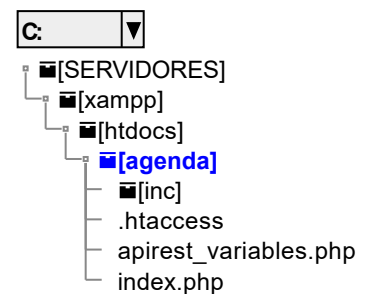 C:
[SERVIDORES]
[xampp]
[htdocs]
[agenda]
[inc]
.htaccess
apirest_variables.php
index.php